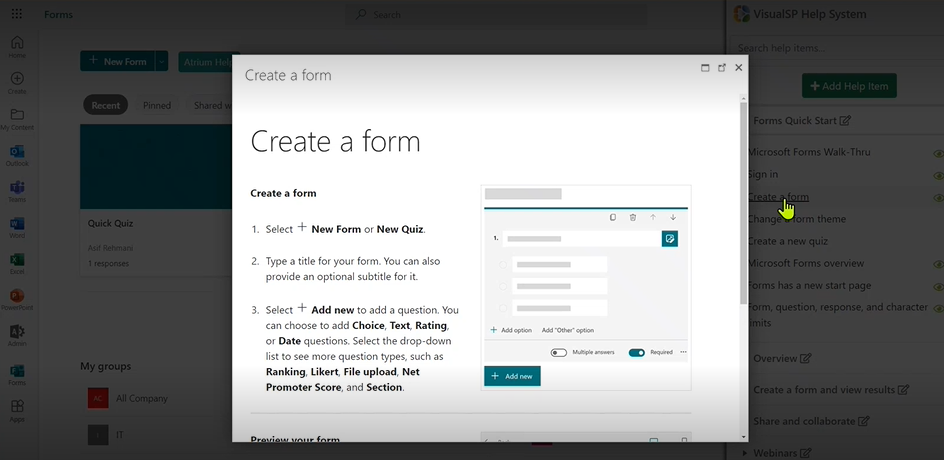 Forms
Search
VisualSP Help System
Search help items...
+ Add Help Item
Forms Quick Start
Microsoft Forms Walk-Thru
Sign in
Create a form
Change a form theme
Create a new quiz
Microsoft Forms overview
Forms has a new start page
Form, question, response, and character
limits
Overview
Create a form and view results
Share and collaborate
Webinars
Home
Create
My Content
Outlook
Teams
Word
Excel
PowerPoint
Admin
Forms
Apps
+ New Form
Atrium Help
Recent
Pinned
Shared w
Quick Quiz
Asif Rehmani
1 responses
My groups
AC
All Company
I
IT
Create a form
Create a form
Create a form
1. Select + New Form or New Quiz.
2. Type a title for your form. You can also
provide an optional subtitle for it.
3. Select + Add new to add a question. You
can choose to add Choice, Text, Rating,
or Date questions. Select the drop-down
list to see more question types, such as
Ranking, Likert, File upload, Net
Promoter Score, and Section.
1.
+ Add option Add "Other" option
Multiple answers
Required
+ Add new
Preview your form